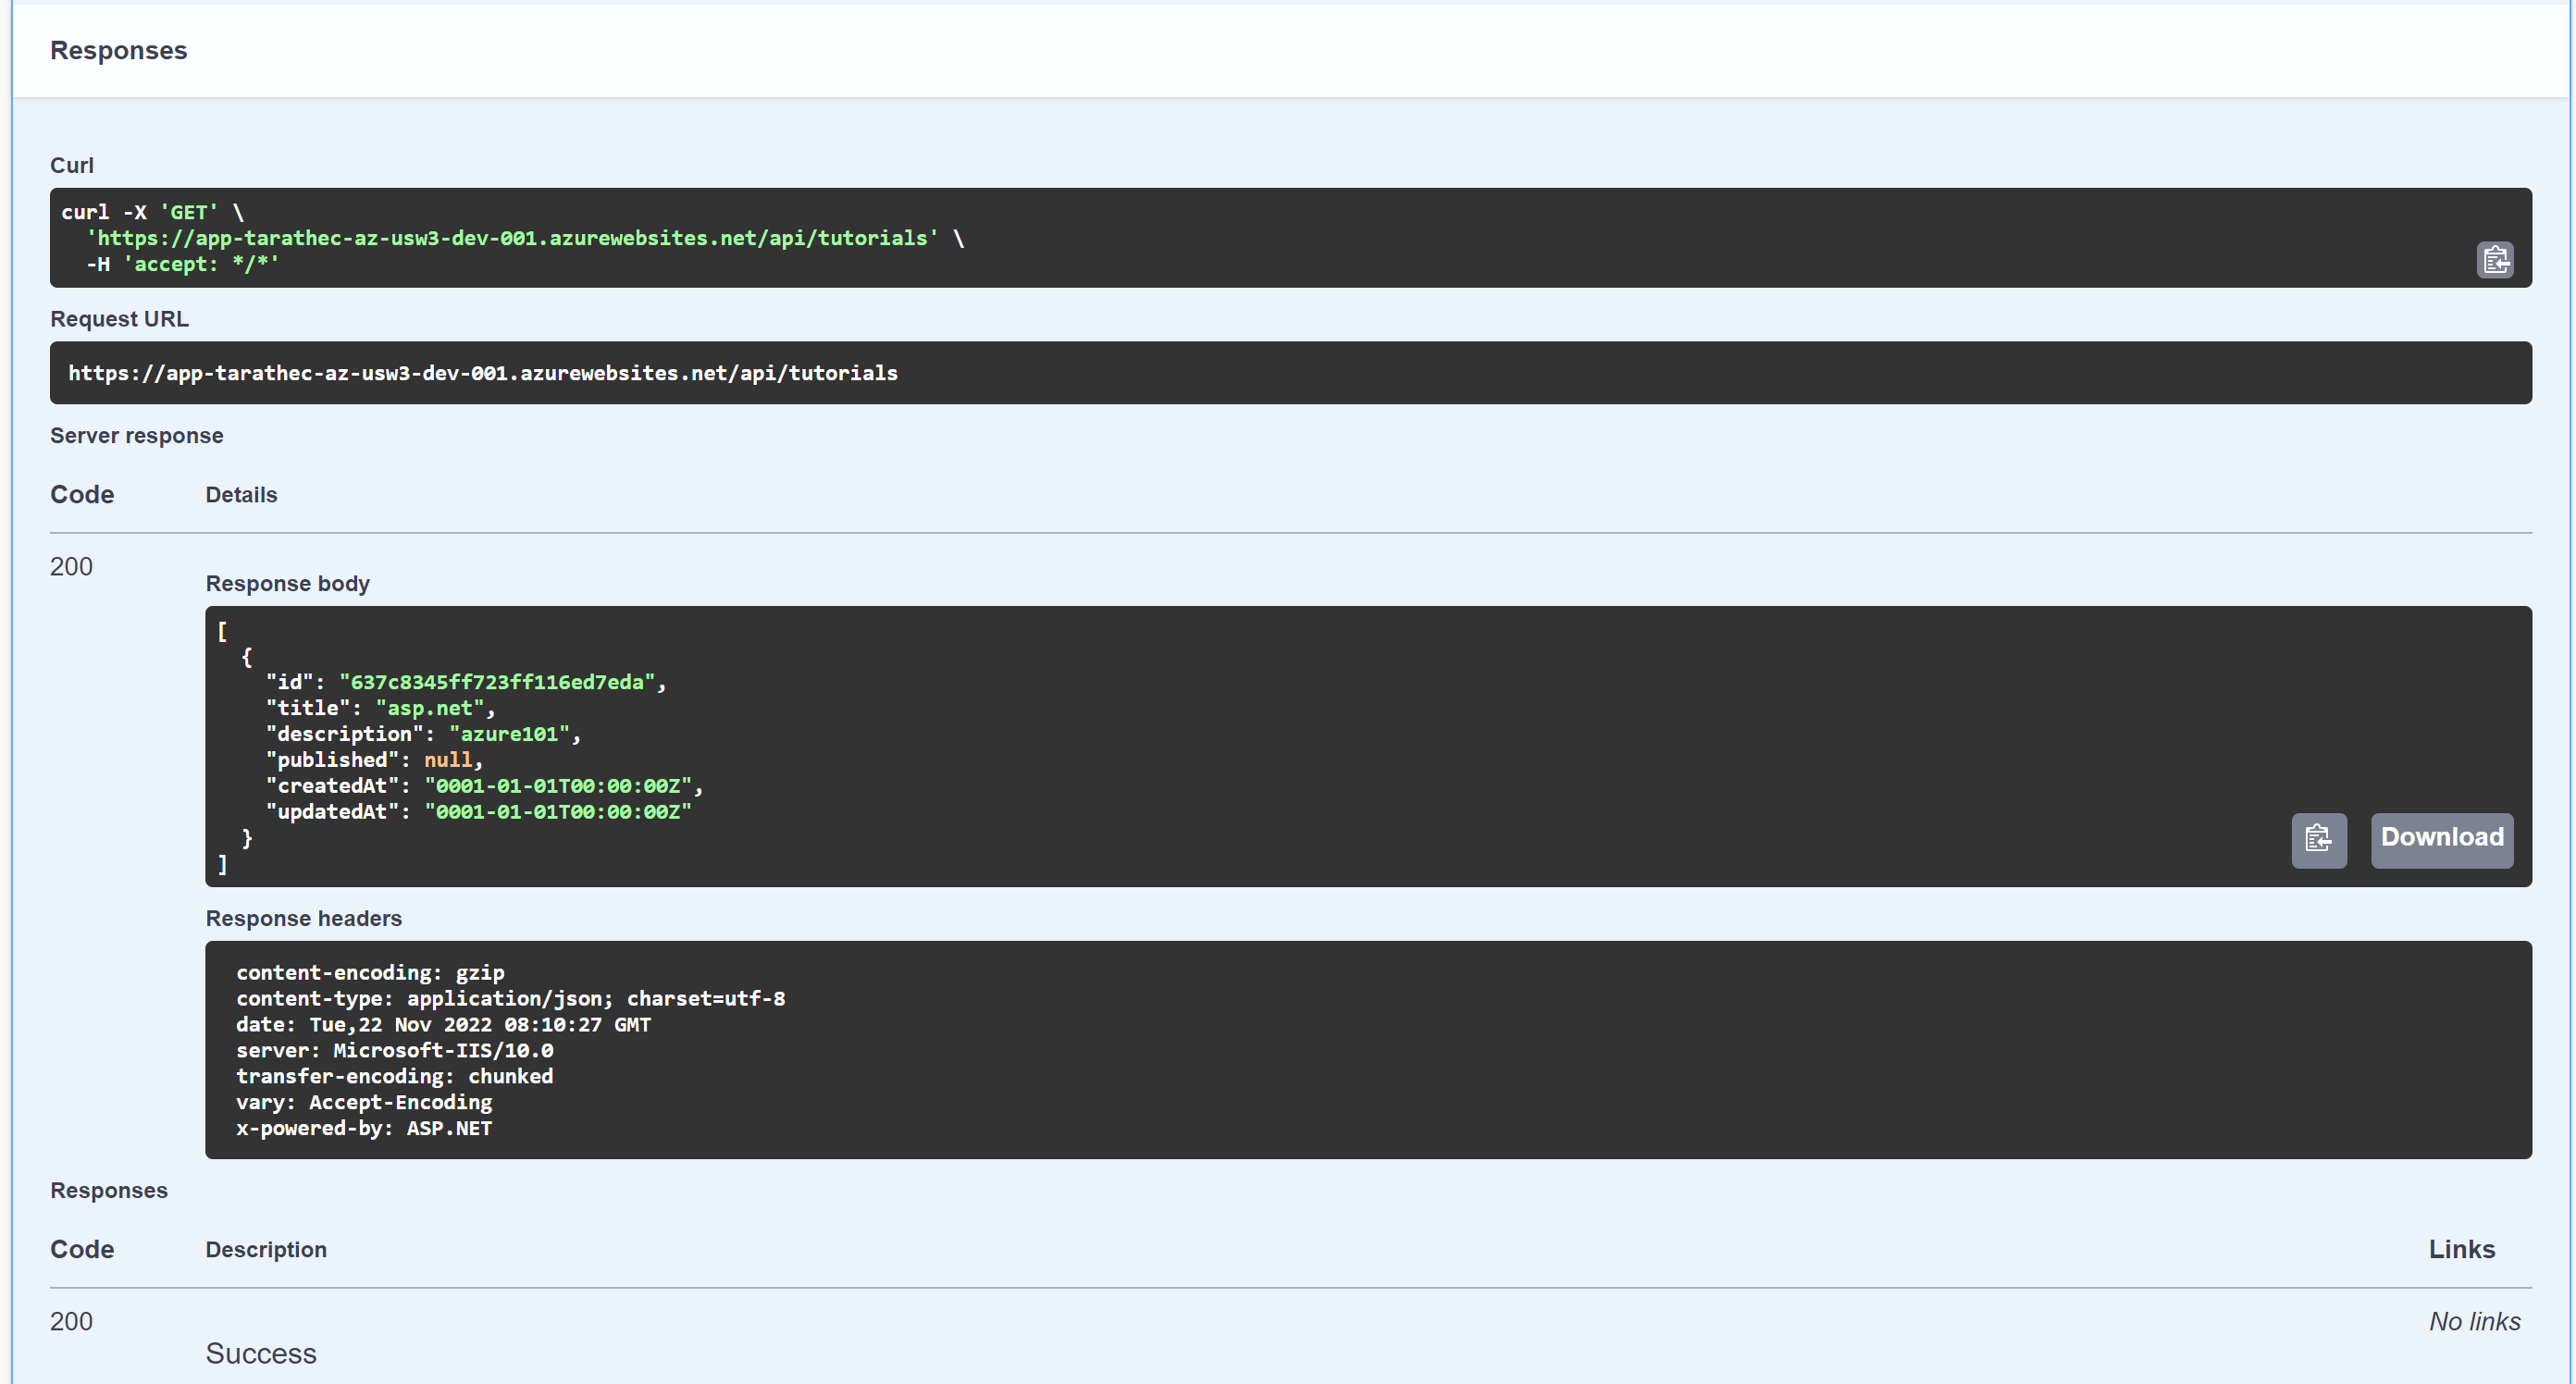 Responses
Curl
curl -X 'GET' \
  'https://app-tarathec-az-usw3-dev-001.azurewebsites.net/api/tutorials' \
  -H 'accept: */*'
Request URL
https://app-tarathec-az-usw3-dev-001.azurewebsites.net/api/tutorials
Server response
Code Details
200
Response body
[
  {
    "id": "637c8345ff723ff116ed7eda",
    "title": "asp.net",
    "description": "azure101",
    "published": null,
    "createdAt": "0001-01-01T00:00:00Z",
    "updatedAt": "0001-01-01T00:00:00Z"
  }
]
Download
Response headers
content-encoding: gzip
content-type: application/json; charset=utf-8
date: Tue,22 Nov 2022 08:10:27 GMT
server: Microsoft-IIS/10.0
transfer-encoding: chunked
vary: Accept-Encoding
x-powered-by: ASP.NET
Responses
Code Description Links
200 No links
Success